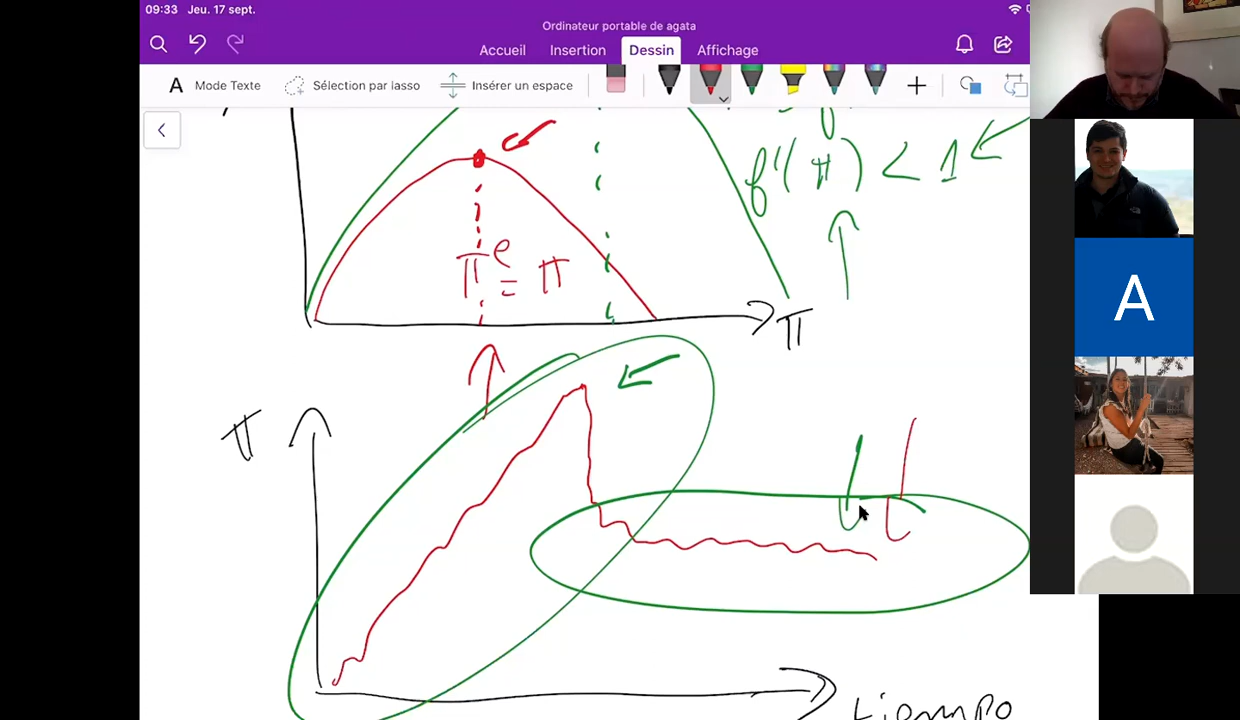 09:33 Jeu. 17 sept.
Ordinateur portable de agata
Accueil Insertion Dessin Affichage
A Mode Texte Sélection par lasso Insérer un espace
f'(π) < 1
π^e = π
π
π
tiempo
A